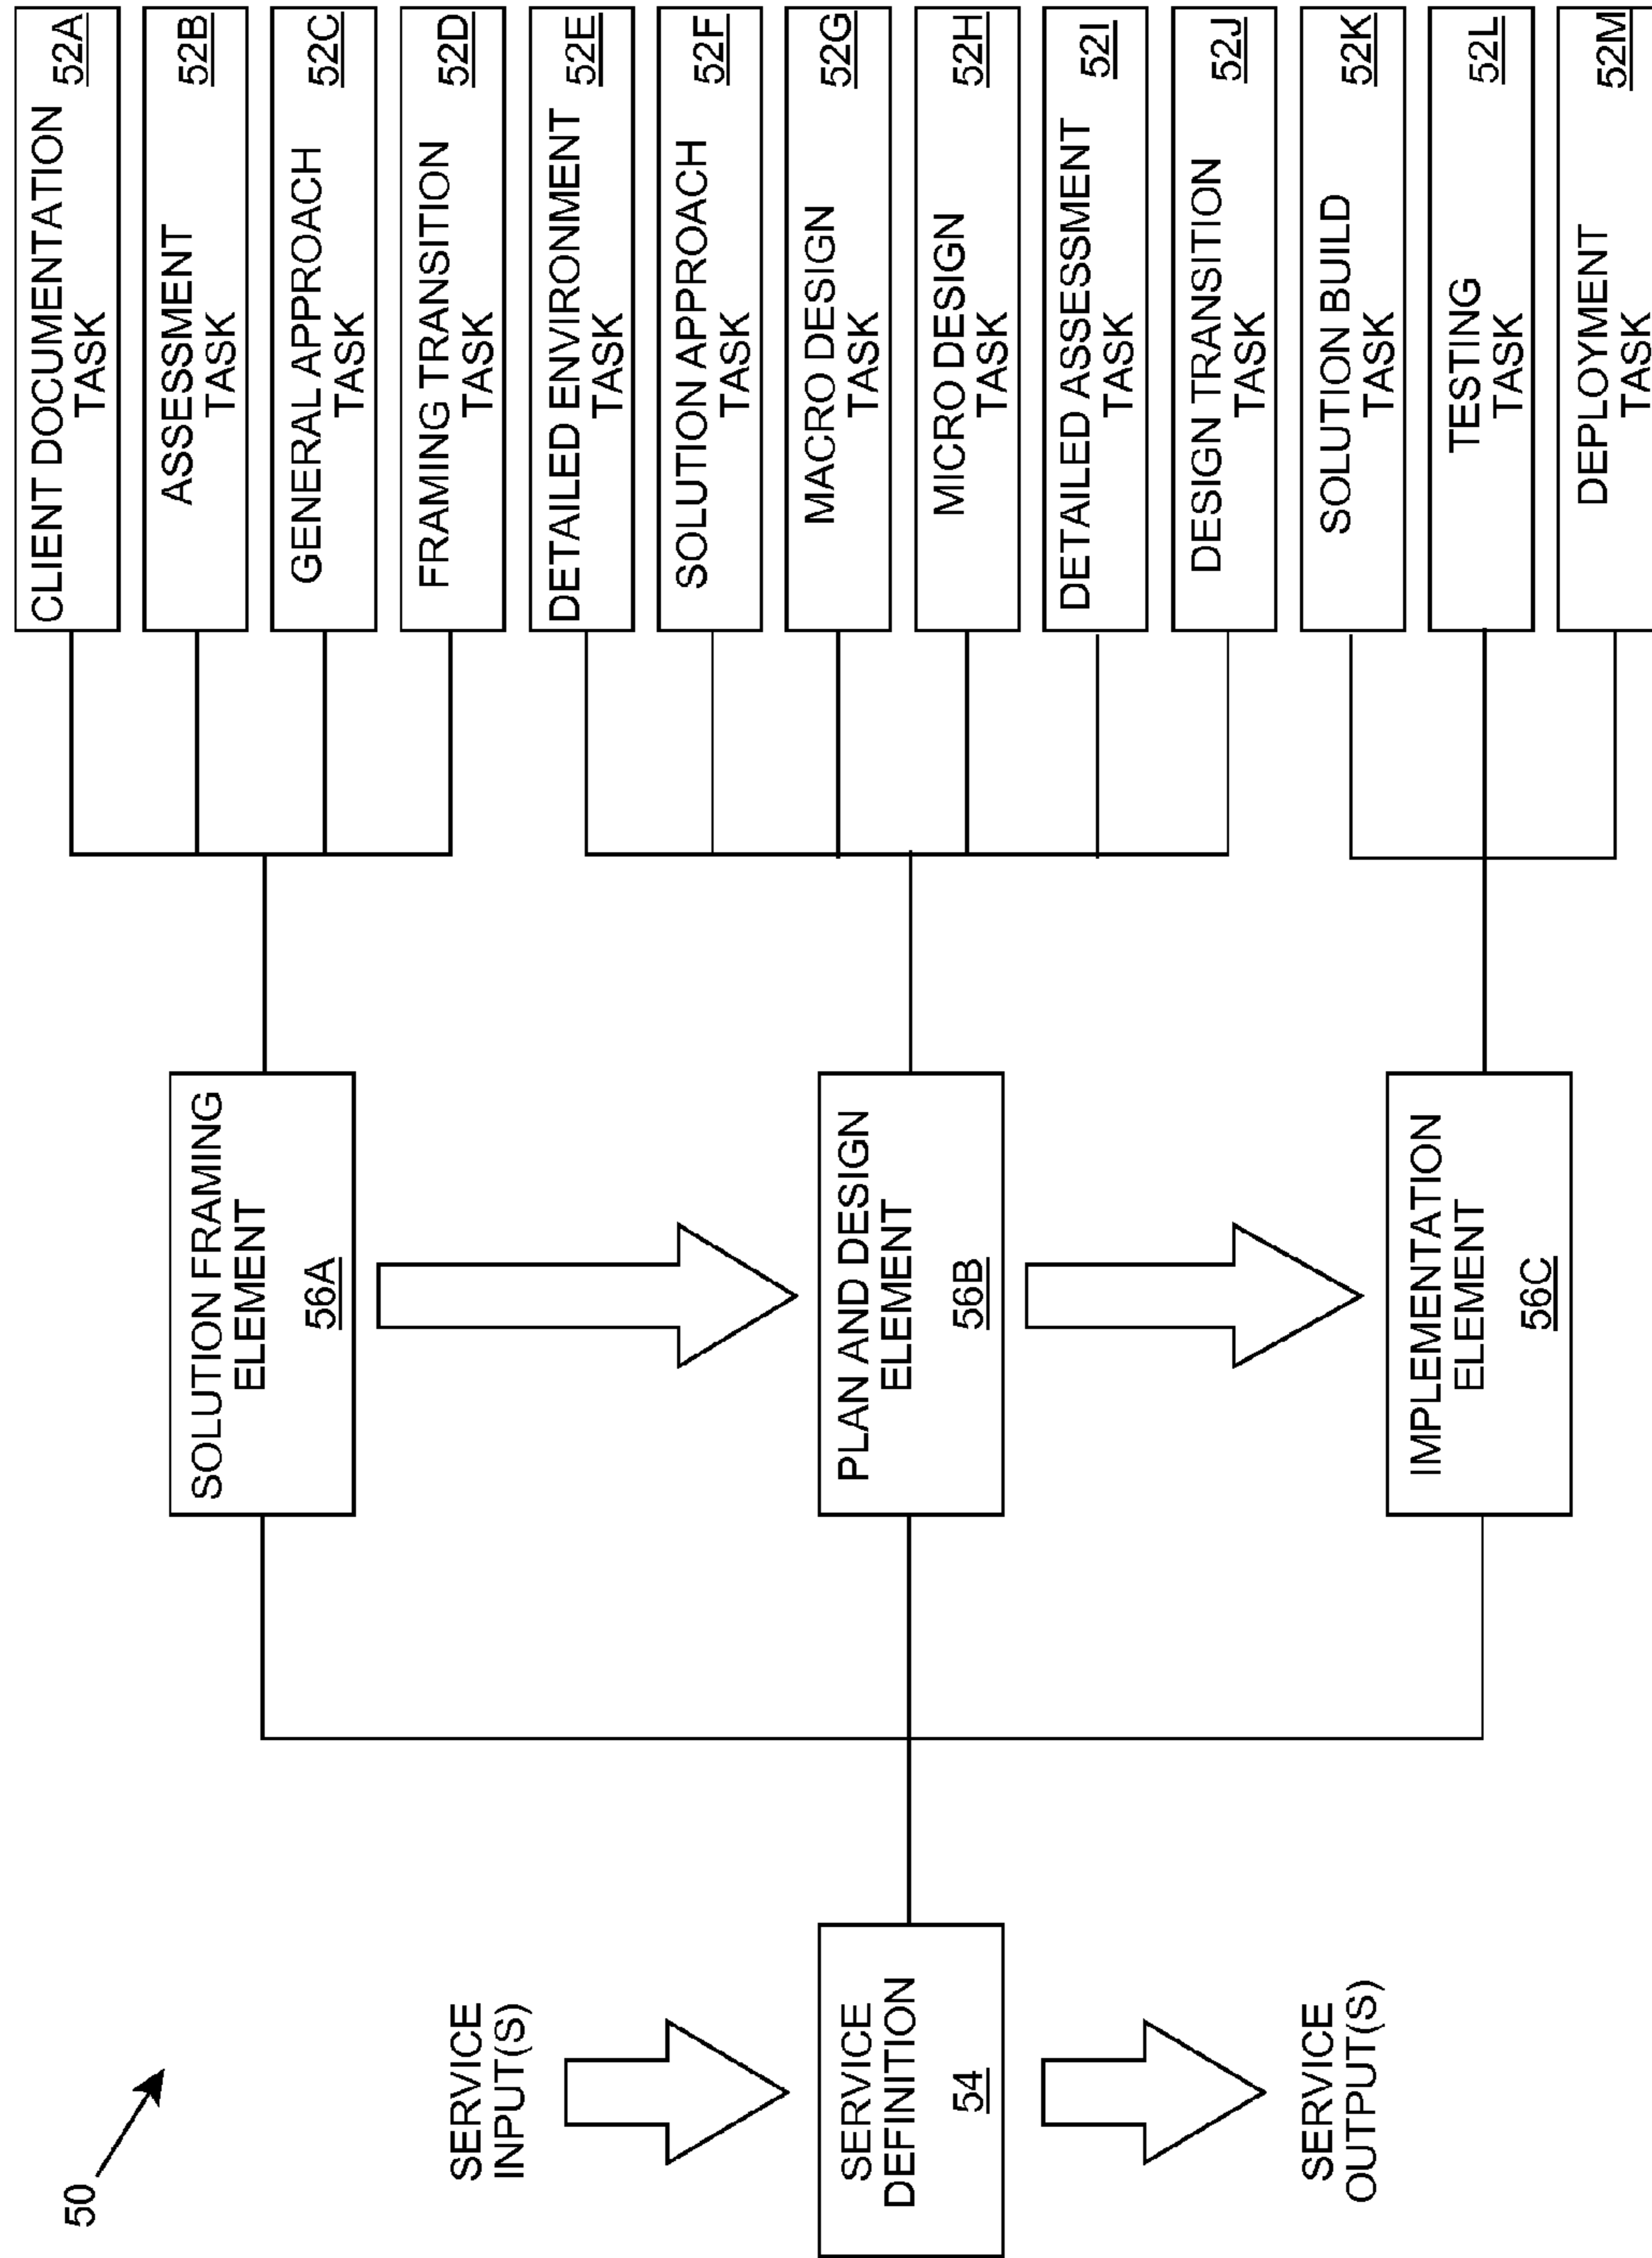 50
SERVICE
INPUT(S)
SERVICE
DEFINITION
54
SERVICE
OUTPUT(S)
SOLUTION FRAMING
ELEMENT
56A
PLAN AND DESIGN
ELEMENT
56B
IMPLEMENTATION
ELEMENT
56C
CLIENT DOCUMENTATION
TASK
52A
ASSESSMENT
TASK
52B
GENERAL APPROACH
TASK
52C
FRAMING TRANSITION
TASK
52D
DETAILED ENVIRONMENT
TASK
52E
SOLUTION APPROACH
TASK
52F
MACRO DESIGN
TASK
52G
MICRO DESIGN
TASK
52H
DETAILED ASSESSMENT
TASK
52I
DESIGN TRANSITION
TASK
52J
SOLUTION BUILD
TASK
52K
TESTING
TASK
52L
DEPLOYMENT
TASK
52M